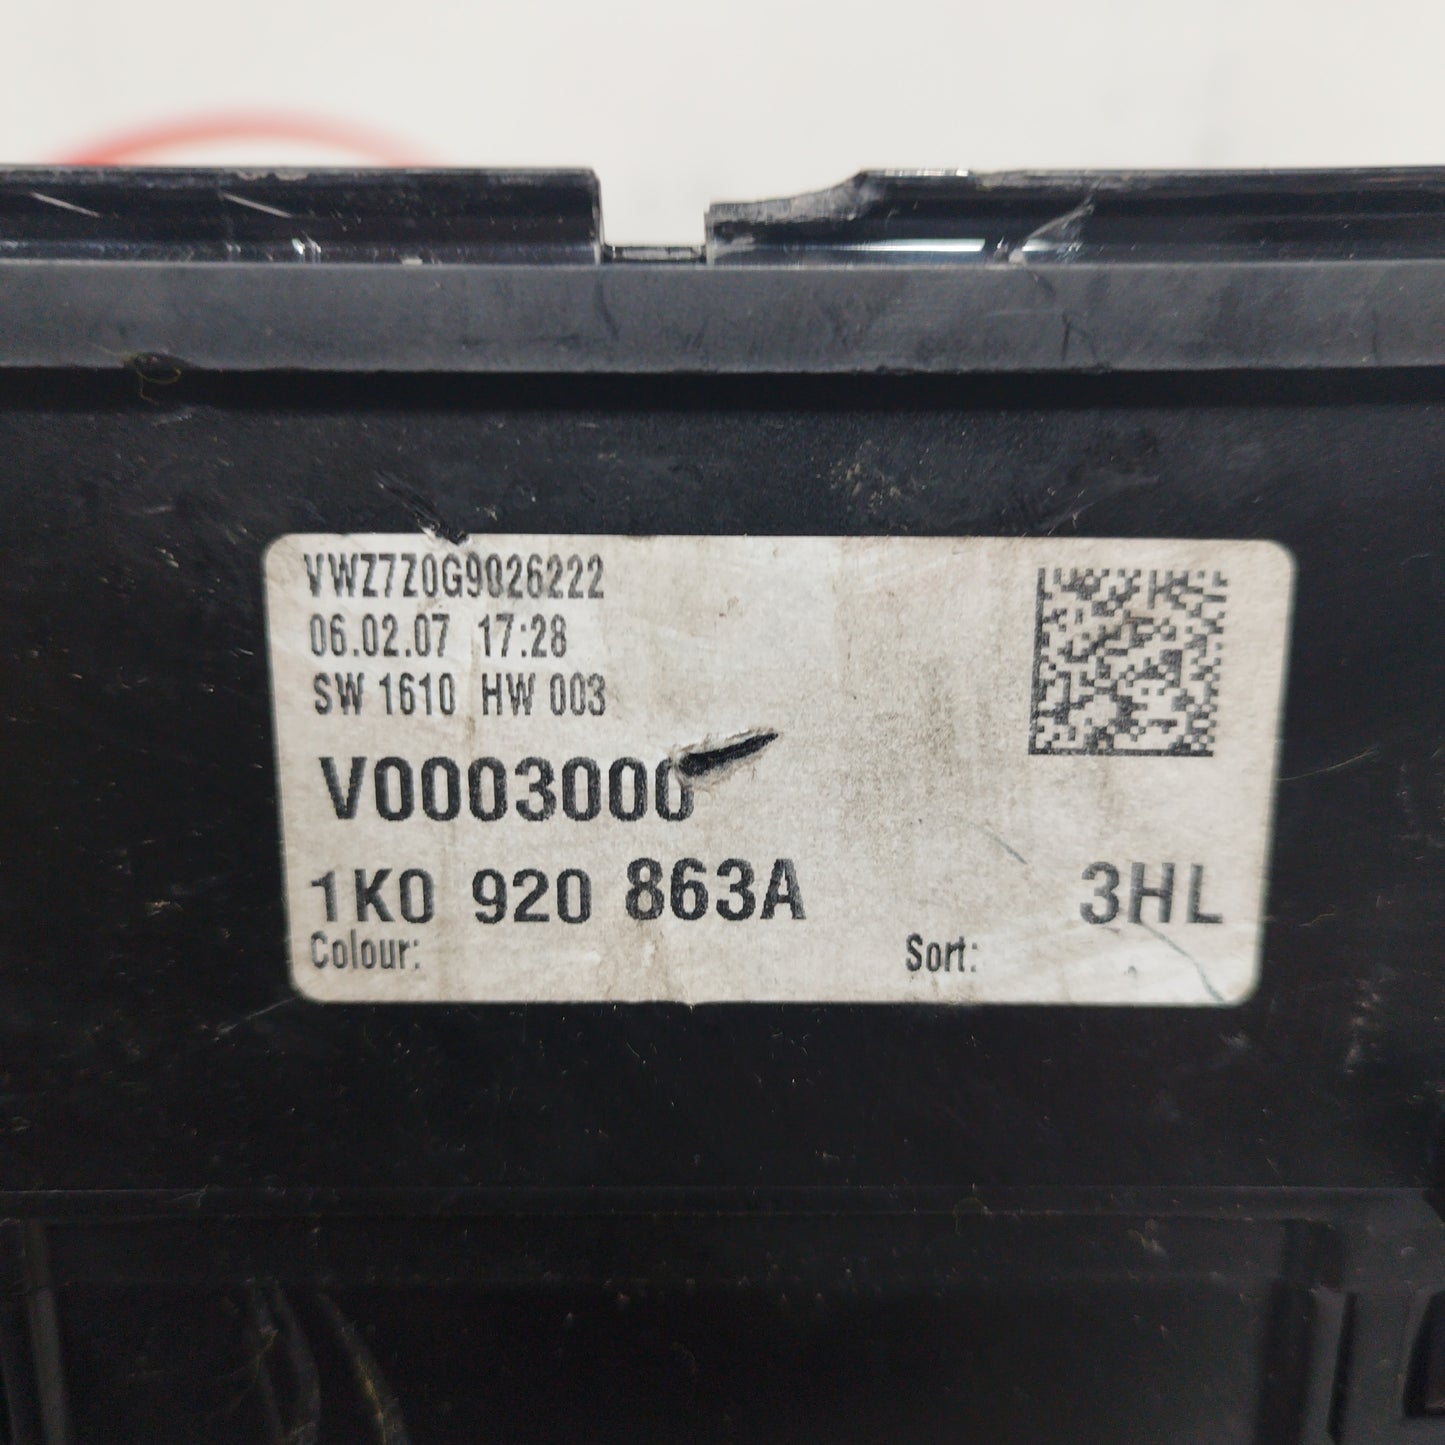 VWZ7Z0G9026222
06.02.07 17:28
SW 1610 HW 003
V0003000
1K0 920 863A 3HL
Colour: Sort: